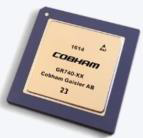 1614
COBHAM
GR740-XX
Cobham Gaisler AB
23